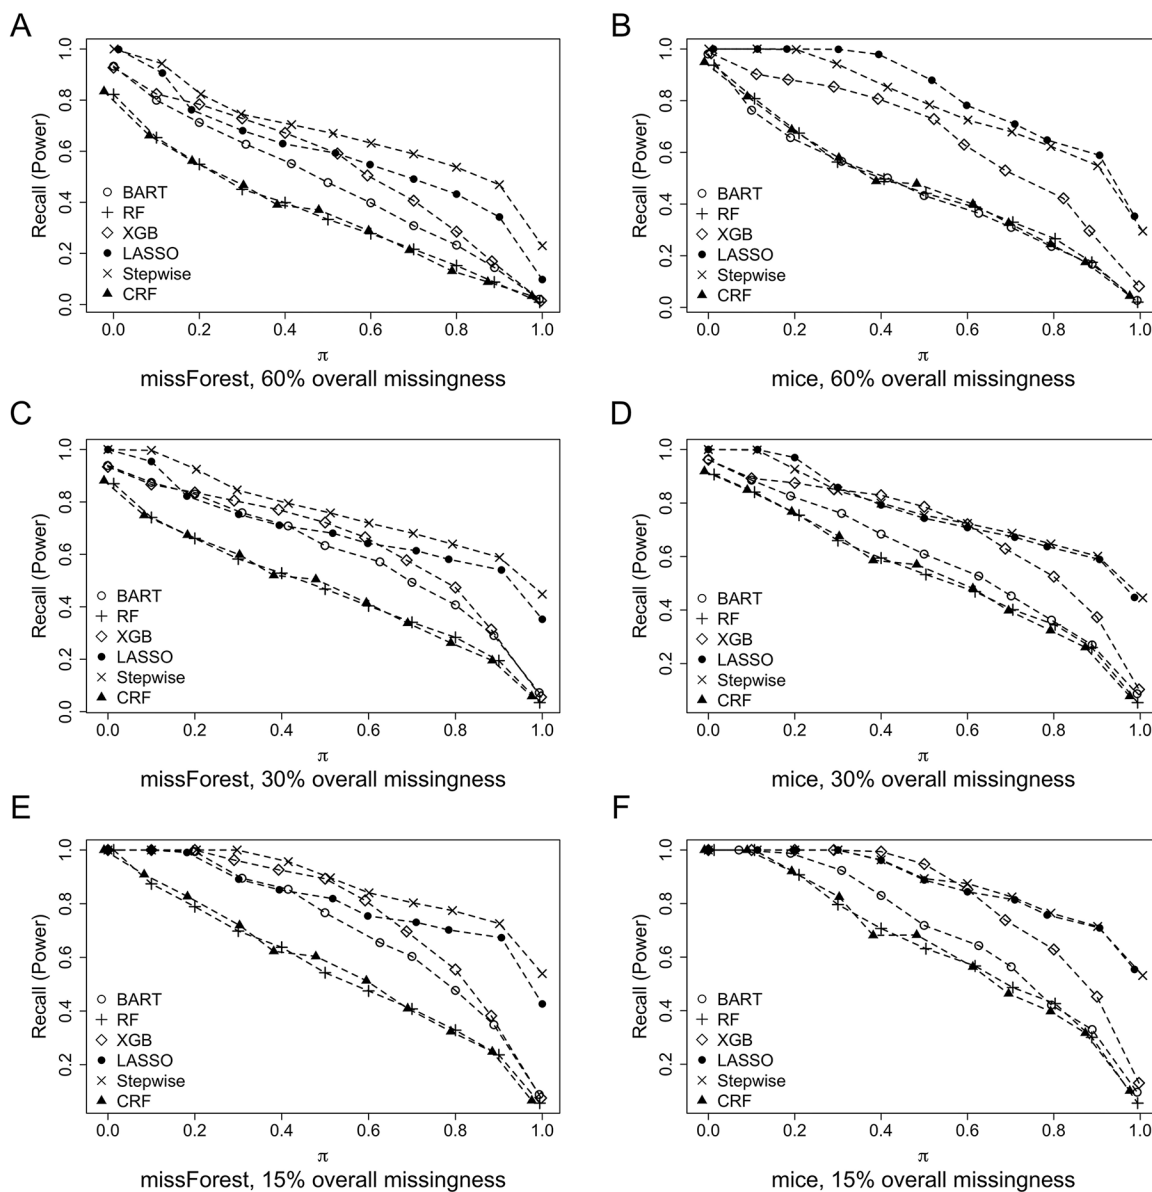 A
Recall (Power)
0.0 0.2 0.4 0.6 0.8 1.0
BART
RF
XGB
LASSO
Stepwise
CRF
0.0 0.2 0.4 0.6 0.8 1.0
π
missForest, 60% overall missingness
B
Recall (Power)
0.0 0.2 0.4 0.6 0.8 1.0
BART
RF
XGB
LASSO
Stepwise
CRF
0.0 0.2 0.4 0.6 0.8 1.0
π
mice, 60% overall missingness
C
Recall (Power)
0.0 0.2 0.4 0.6 0.8 1.0
BART
RF
XGB
LASSO
Stepwise
CRF
0.0 0.2 0.4 0.6 0.8 1.0
π
missForest, 30% overall missingness
D
Recall (Power)
0.2 0.4 0.6 0.8 1.0
BART
RF
XGB
LASSO
Stepwise
CRF
0.0 0.2 0.4 0.6 0.8 1.0
π
mice, 30% overall missingness
E
Recall (Power)
0.2 0.4 0.6 0.8 1.0
BART
RF
XGB
LASSO
Stepwise
CRF
0.0 0.2 0.4 0.6 0.8 1.0
π
missForest, 15% overall missingness
F
Recall (Power)
0.2 0.4 0.6 0.8 1.0
BART
RF
XGB
LASSO
Stepwise
CRF
0.0 0.2 0.4 0.6 0.8 1.0
π
mice, 15% overall missingness